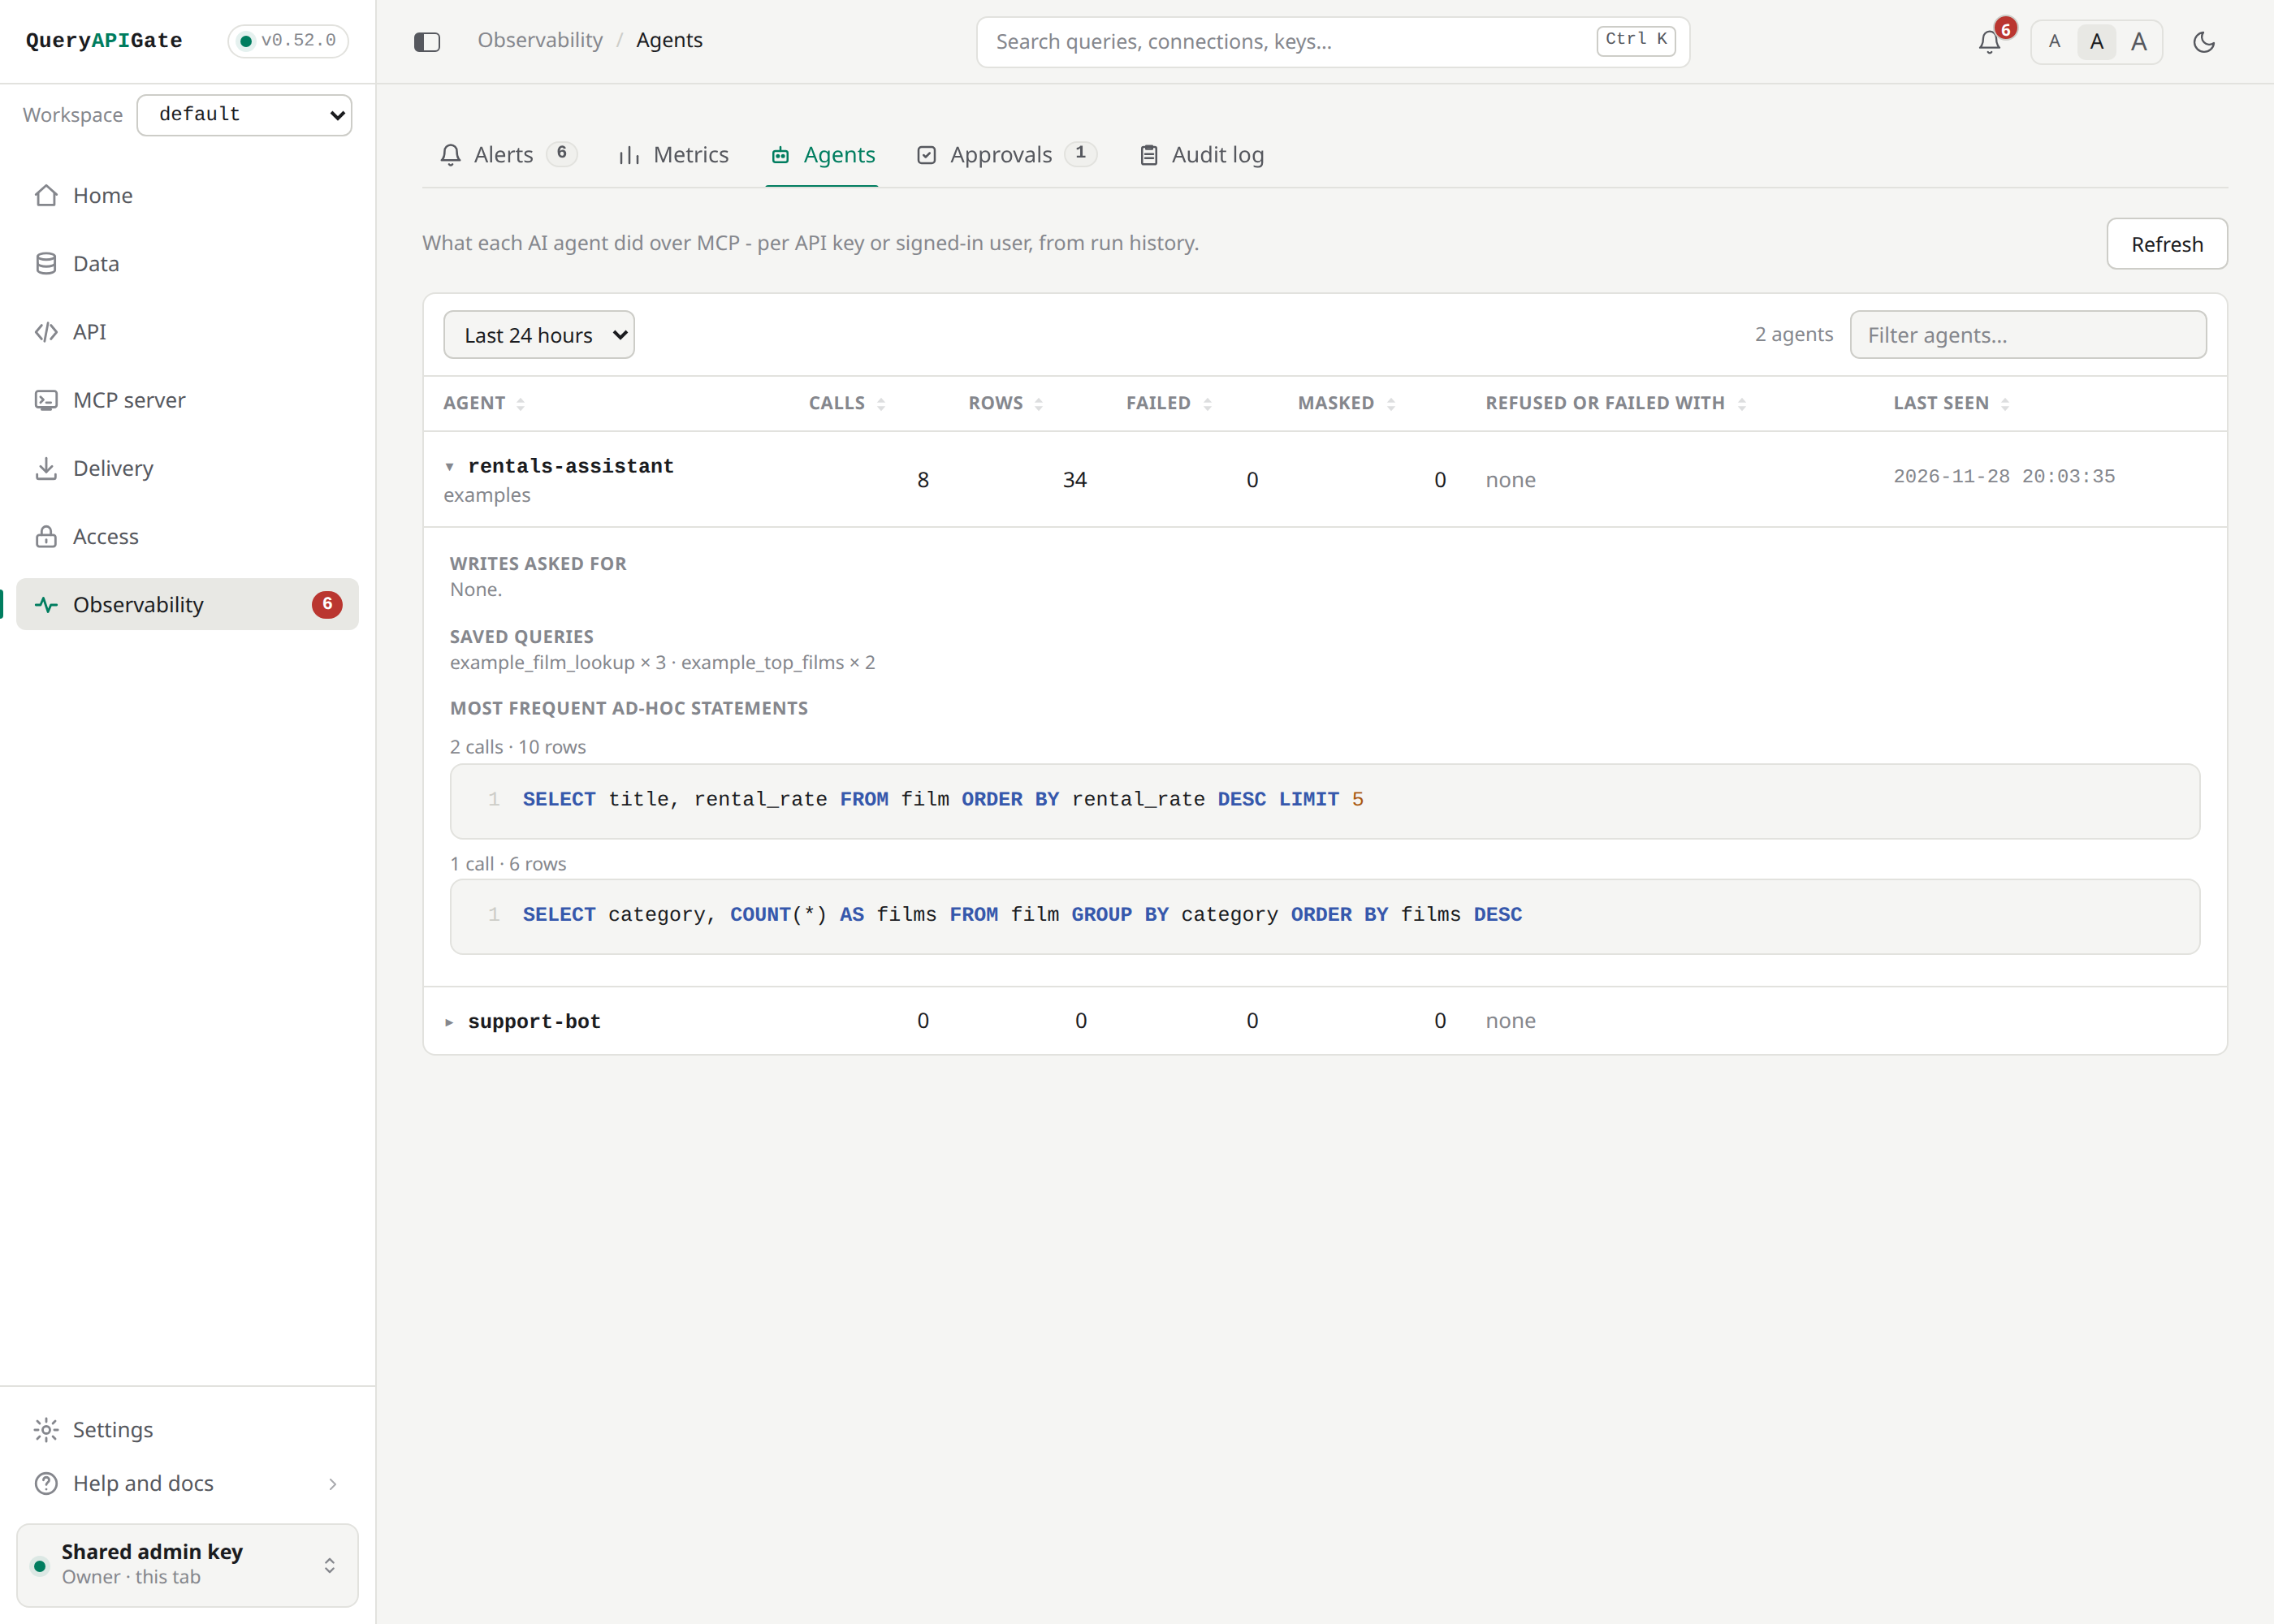 QueryAPIGate v0.52.0
Observability / Agents
Search queries, connections, keys... Ctrl K
6
A A A
Workspace default
Home
Data
API
MCP server
Delivery
Access
Observability 6
Settings
Help and docs
Shared admin key
Owner · this tab
Alerts 6 Metrics Agents Approvals 1 Audit log
What each AI agent did over MCP - per API key or signed-in user, from run history.
Refresh
Last 24 hours
2 agents
Filter agents...
AGENT CALLS ROWS FAILED MASKED REFUSED OR FAILED WITH LAST SEEN
rentals-assistant 8 34 0 0 none 2026-11-28 20:03:35
examples
WRITES ASKED FOR
None.
SAVED QUERIES
example_film_lookup × 3 · example_top_films × 2
MOST FREQUENT AD-HOC STATEMENTS
2 calls · 10 rows
1 SELECT title, rental_rate FROM film ORDER BY rental_rate DESC LIMIT 5
1 call · 6 rows
1 SELECT category, COUNT(*) AS films FROM film GROUP BY category ORDER BY films DESC
support-bot 0 0 0 0 none